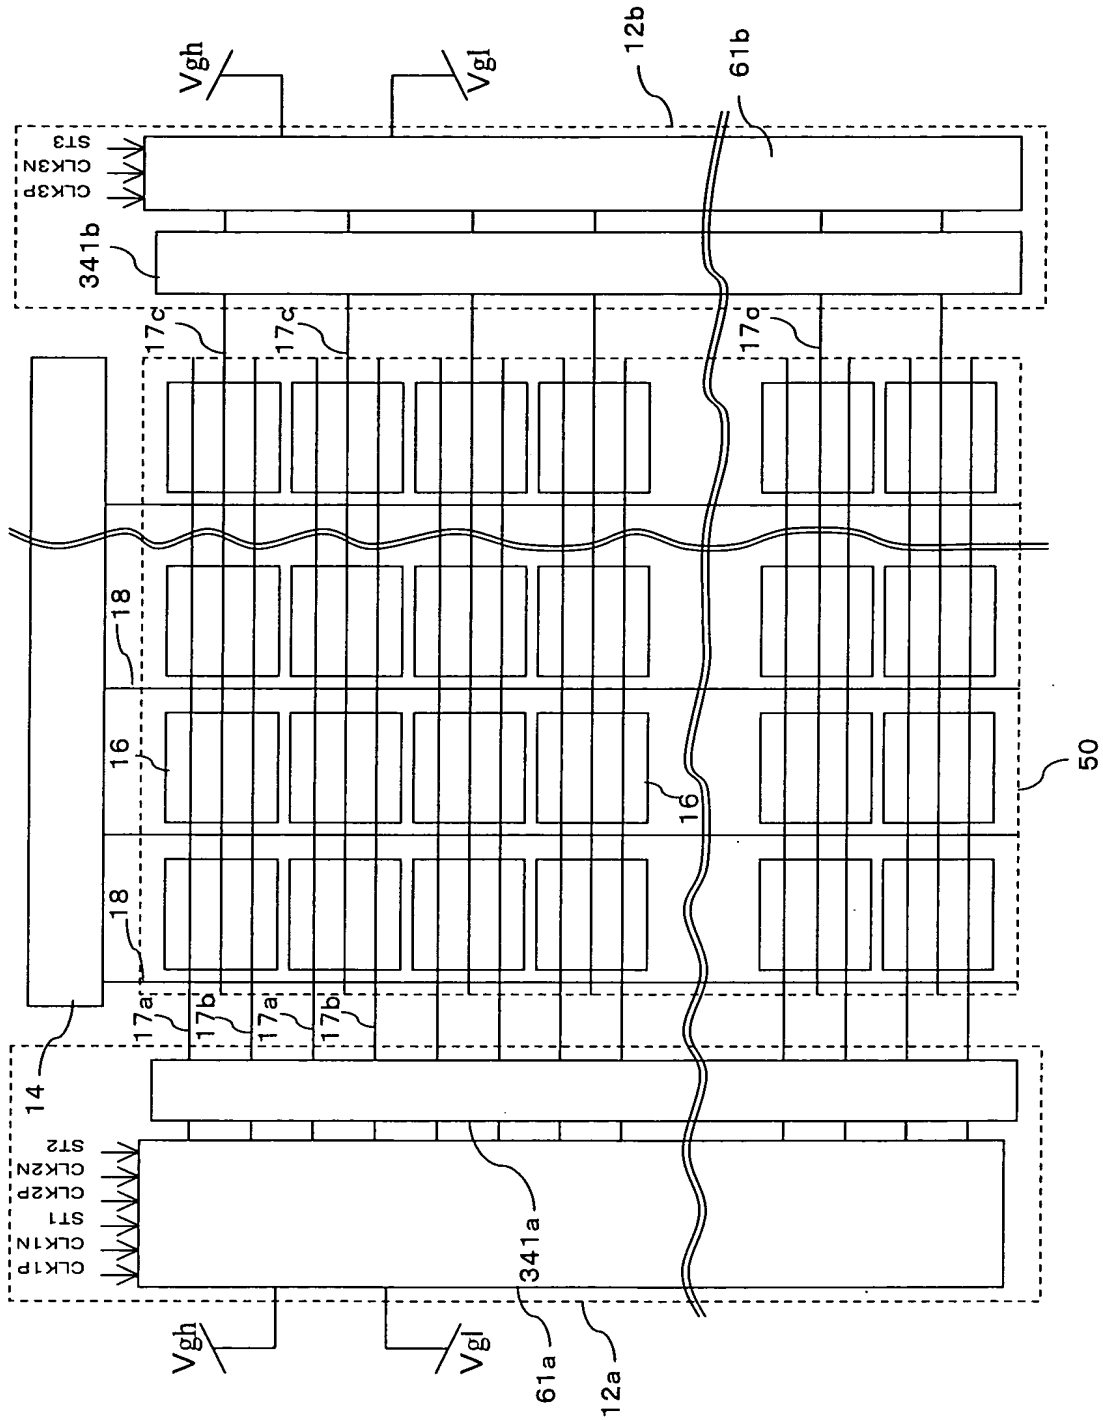 Vgh
Vgl
12b
61b
ST3
CLK3N
CLK3P
341b
17c
17c
17c
18
16
16
50
18
17a
17b
17a
17b
14
ST2
CLK2N
CLK2P
ST1
CLK1N
CLK1P
341a
Vgh
Vgl
61a
12a